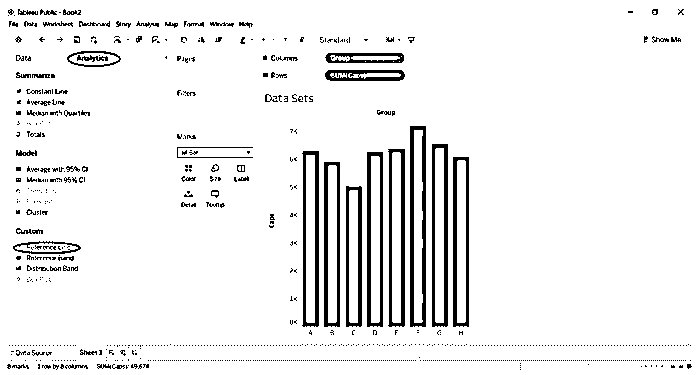 Tableau Public - Book2
File Data Worksheet Dashboard Story Analysis Map Format Window Help
Standard
Show Me
Data Analytics
Summarize
Constant Line
Average Line
Median with Quartiles
Totals
Model
Average with 95% CI
Median with 95% CI
Cluster
Custom
Reference Line
Reference Band
Distribution Band
Pages
Filters
Marks
Bar
Color Size Label
Detail Tooltip
Columns Group
Rows SUM(Caps)
Data Sets
Group
7K
6K
5K
4K
3K
2K
1K
0K
Caps
A B C D E F G H
Data Source Sheet 1
8 marks 1 row by 8 columns SUM(Caps): 49,674